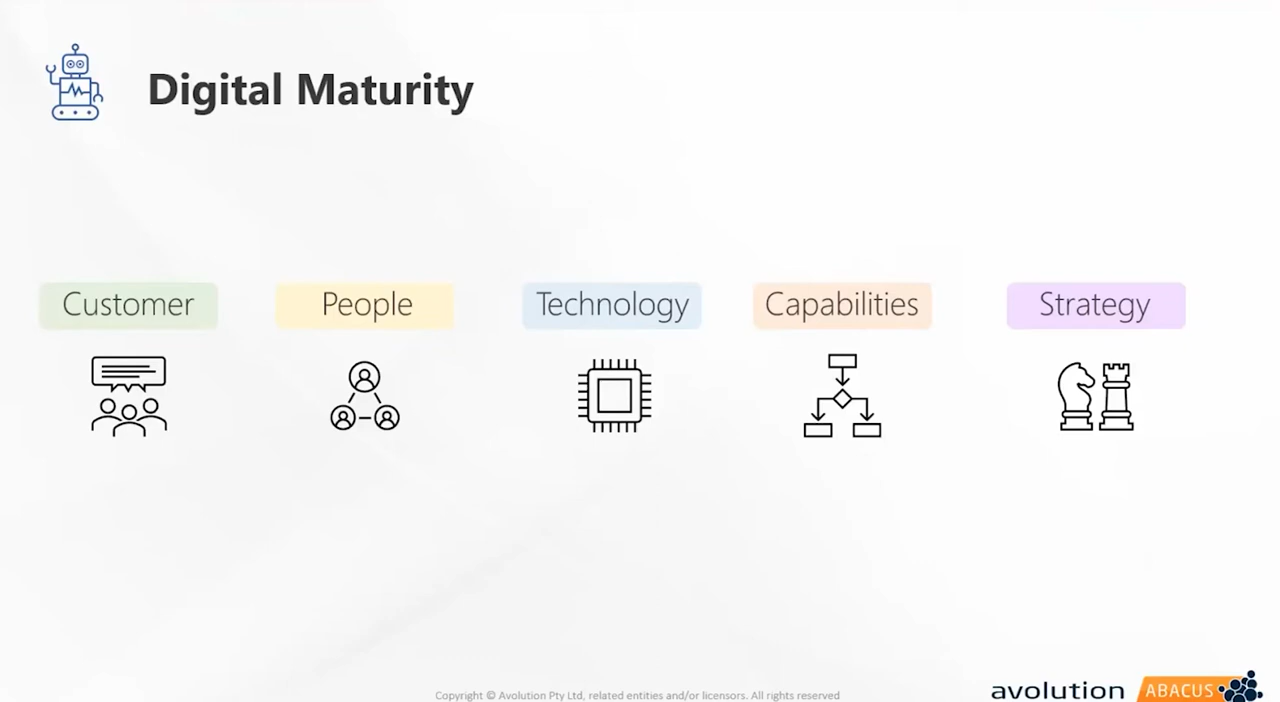 Digital Maturity
Customer
People
Technology
Capabilities
Strategy
Copyright © Avolution Pty Ltd, related entities and/or licensors. All rights reserved
avolution
ABACUS